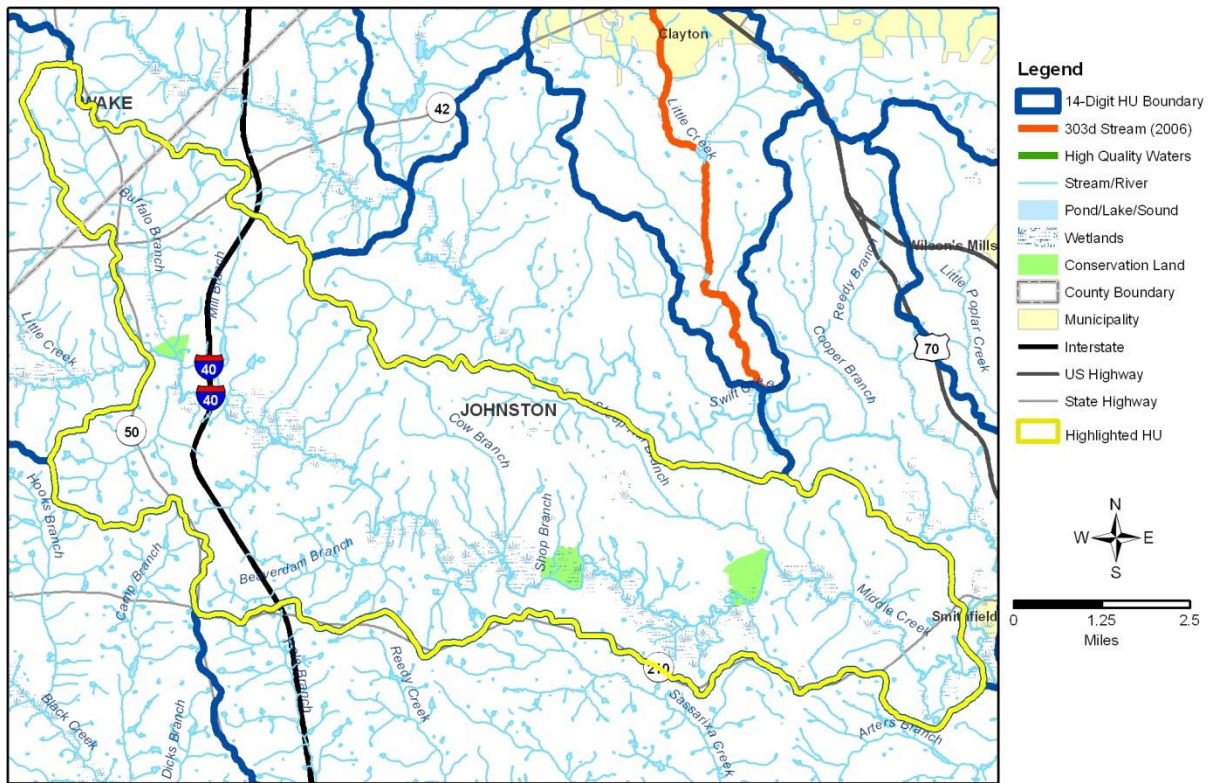 Clayton
WAKE
42
Little Creek
Buffalo Branch
Mill Branch
Wilson's Mills
Reedy Branch
Little Poplar Creek
Cooper Branch
70
Little Creek
40
40
50
JOHNSTON
Swift Creek
Cow Branch
Branch
Hooks Branch
Camp Branch
Beaverdam Branch
Shop Branch
Middle Creek
Smithfield
210
Branch
Reedy Creek
Sassarixa Creek
Arters Branch
Black Creek
Dicks Branch
Legend
14-Digit HU Boundary
303d Stream (2006)
High Quality Waters
Stream/River
Pond/Lake/Sound
Wetlands
Conservation Land
County Boundary
Municipality
Interstate
US Highway
State Highway
Highlighted HU
N
W E
S
0 1.25 2.5
Miles